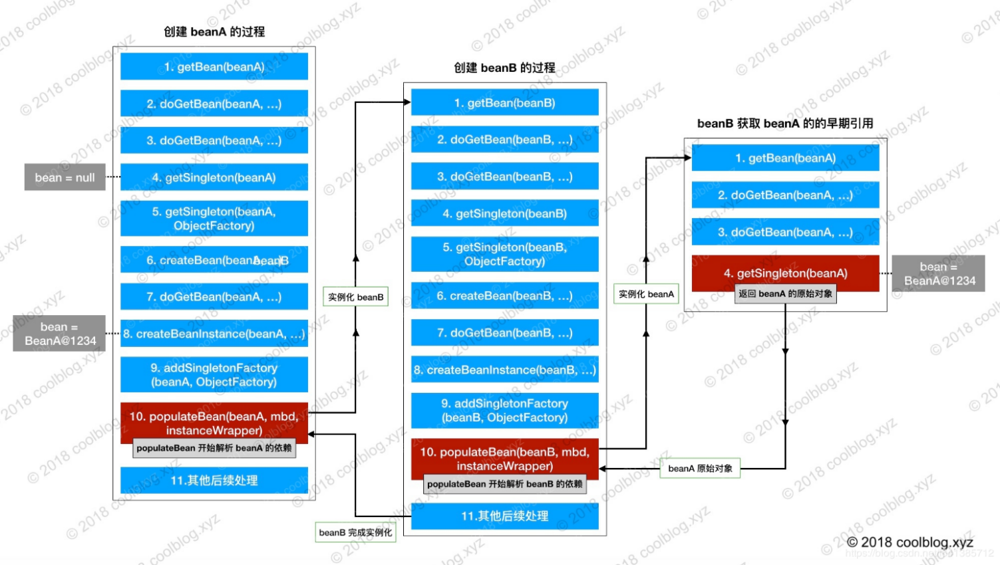 创建 beanA 的过程
1. getBean(beanA)
2. doGetBean(beanA, ...)
3. doGetBean(beanA, ...)
bean = null
4. getSingleton(beanA)
5. getSingleton(beanA,
ObjectFactory)
6. createBean(beanA,
beanB
7. doGetBean(beanA, ...)
bean =
BeanA@1234
8. createBeanInstance(beanA, ...)
9. addSingletonFactory
(beanA, ObjectFactory)
10. populateBean(beanA, mbd,
instanceWrapper)
populateBean 开始解析 beanA 的依赖
11.其他后续处理
实例化 beanB
beanB 完成实例化
创建 beanB 的过程
1. getBean(beanB)
2. doGetBean(beanB, ...)
3. doGetBean(beanB, ...)
4. getSingleton(beanB)
5. getSingleton(beanB,
ObjectFactory)
6. createBean(beanB, ...)
7. doGetBean(beanB, ...)
8. createBeanInstance(beanB, ...)
9. addSingletonFactory
(beanB, ObjectFactory)
10. populateBean(beanB, mbd,
instanceWrapper)
populateBean 开始解析 beanB 的依赖
11.其他后续处理
实例化 beanA
beanA 原始对象
beanB 获取 beanA 的的早期引用
1. getBean(beanA)
2. doGetBean(beanA, ...)
3. doGetBean(beanA, ...)
4. getSingleton(beanA)
返回 beanA 的原始对象
bean =
BeanA@1234
© 2018 coolblog.xyz